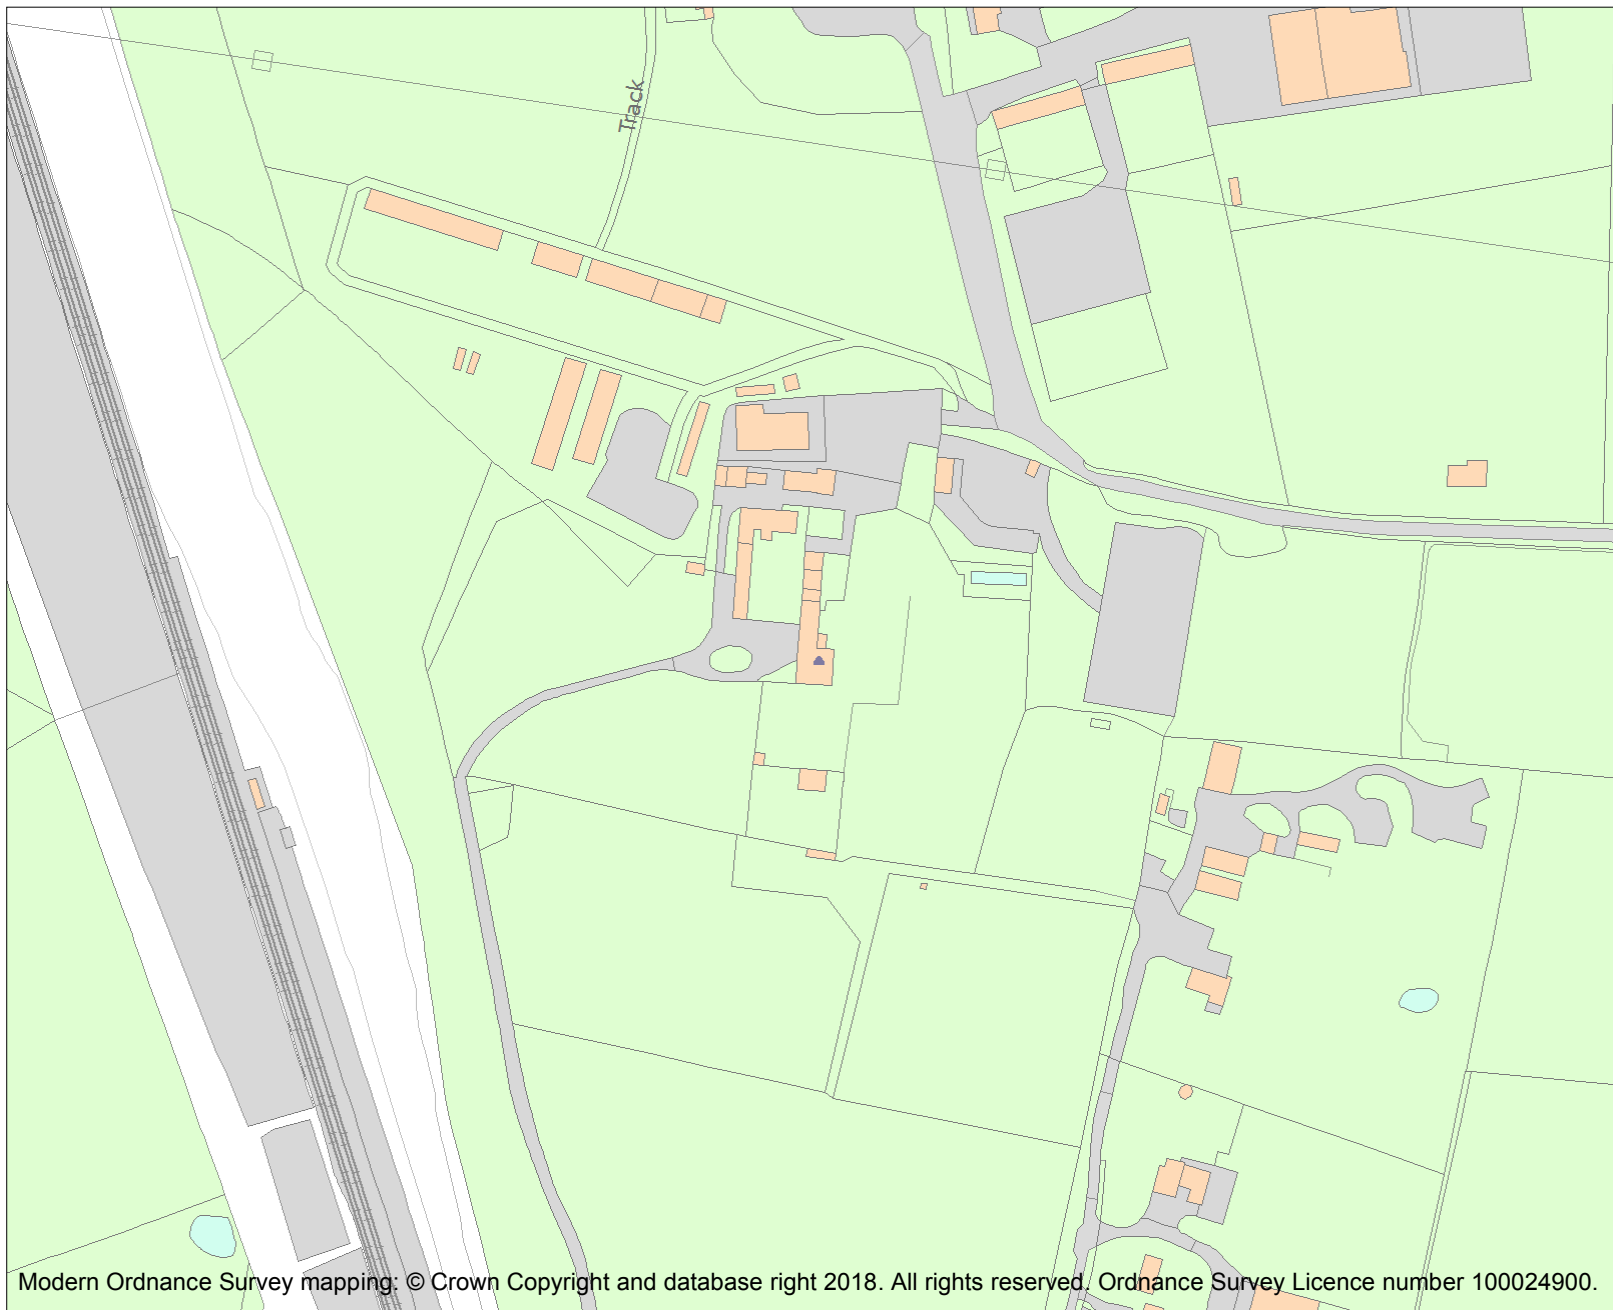 Track
Modern Ordnance Survey mapping: © Crown Copyright and database right 2018. All rights reserved. Ordnance Survey Licence number 100024900.